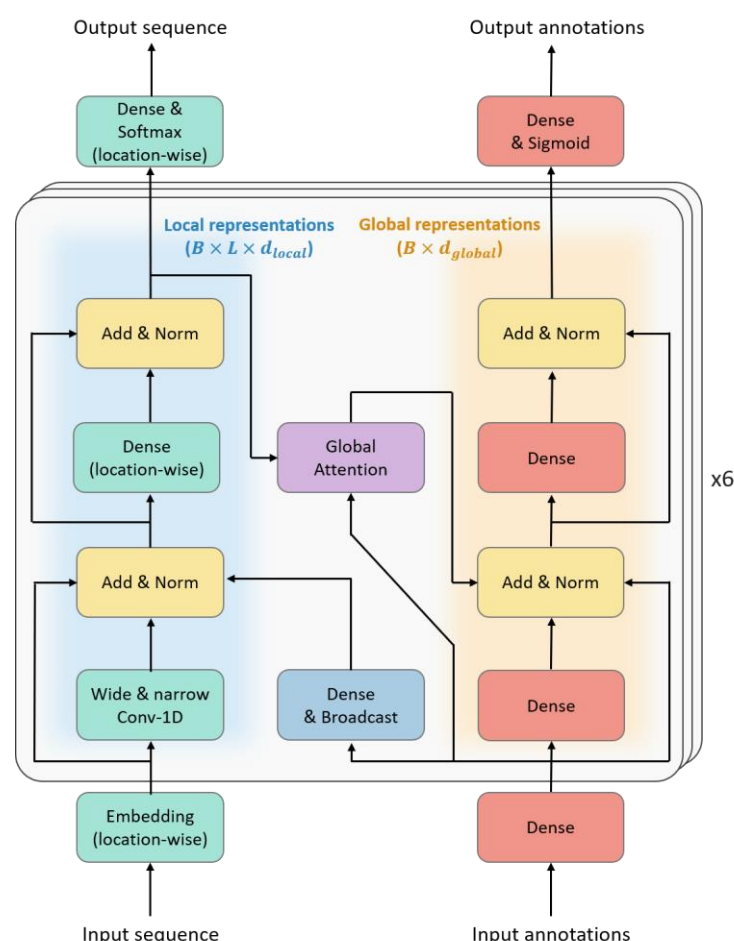 Output sequence
Output annotations
Dense &
Softmax
(location-wise)
Dense
& Sigmoid
Local representations
(B × L × d_local)
Global representations
(B × d_global)
Add & Norm
Add & Norm
Dense
(location-wise)
Global
Attention
Dense
x6
Add & Norm
Add & Norm
Wide & narrow
Conv-1D
Dense
& Broadcast
Dense
Embedding
(location-wise)
Dense
Input sequence
Input annotations